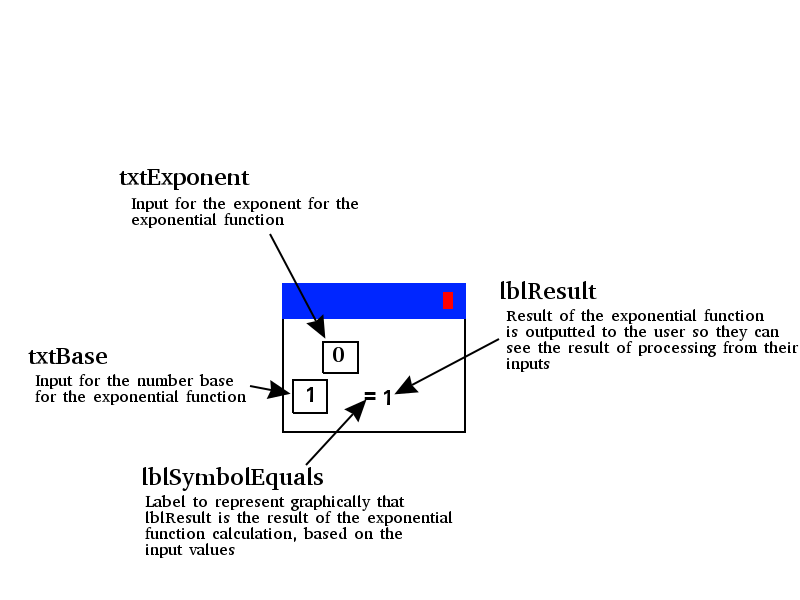 txtExponent
Input for the exponent for the
exponential function
lblResult
Result of the exponential function
is outputted to the user so they can
see the result of processing from their
inputs
0
txtBase
Input for the number base
for the exponential function
1
= 1
lblSymbolEquals
Label to represent graphically that
lblResult is the result of the exponential
function calculation, based on the
input values